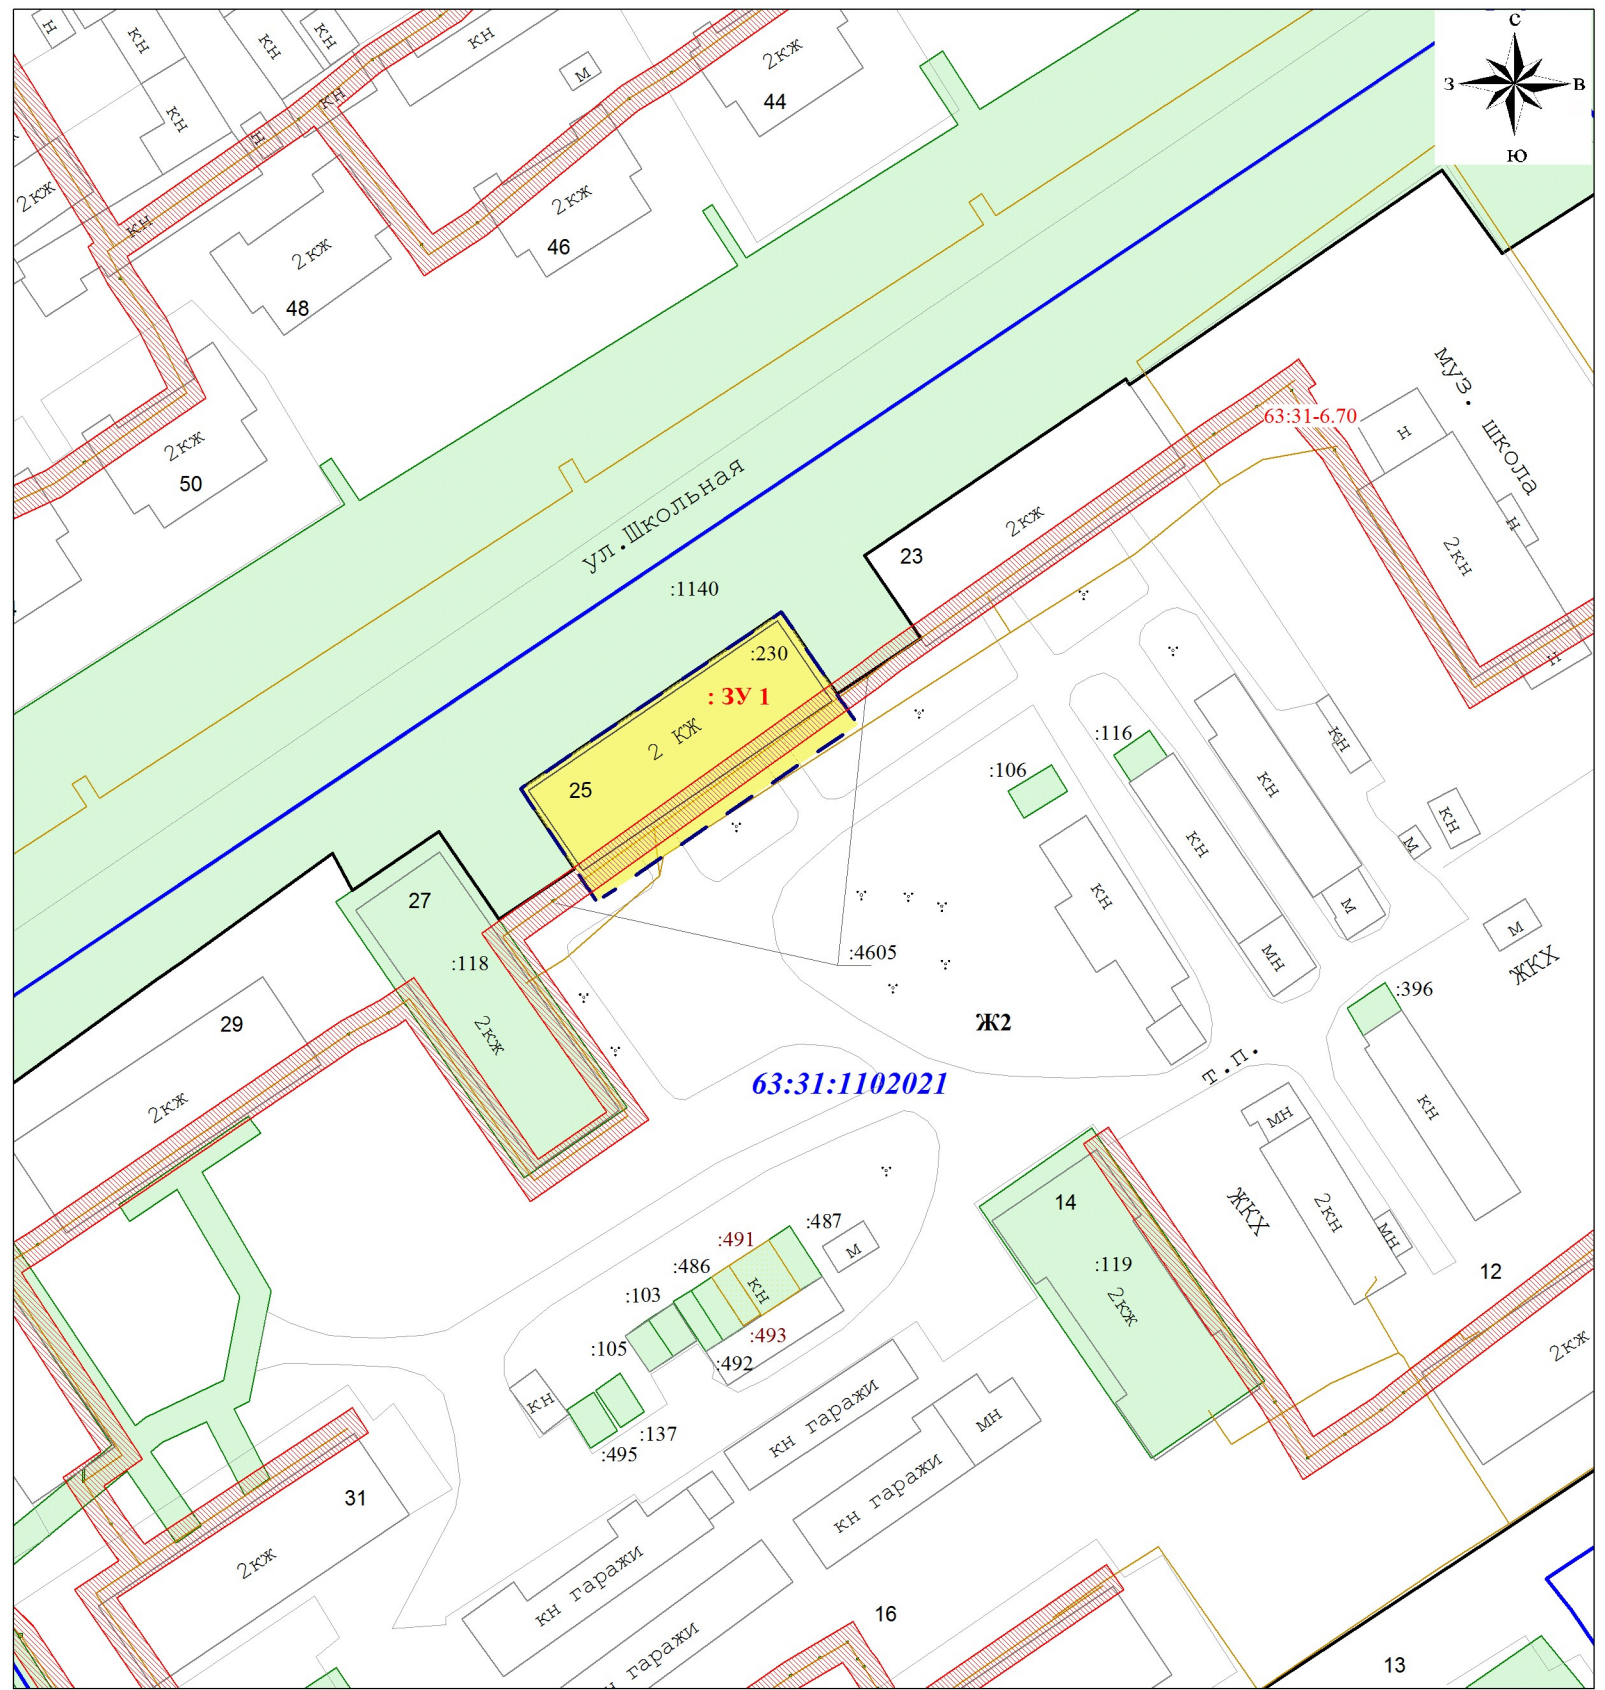 С
З
В
Ю
н
кн
кн
кн
кн
кн
м
2кж
44
кн
н
2кж
кн
2кж
46
2кж
48
2кж
50
муз. школа
63:31-6.70
н
н
2кн
н
ул.Школьная
:1140
2кж
23
:230
: ЗУ 1
2 КЖ
25
:116
:106
кн
кн
кн
кн
м
кн
м
мн
м
ЖКХ
27
:118
2кж
:4605
Ж2
:396
кн
29
2кж
63:31:1102021
т.п.
мн
ЖКХ
2кн
мн
12
2кж
14
:119
2кж
:487
:491
м
:486
кн
:103
:493
:105
:492
кн
:137
:495
кн гаражи
мн
кн гаражи
31
2кж
кн гаражи
н гаражи
16
13